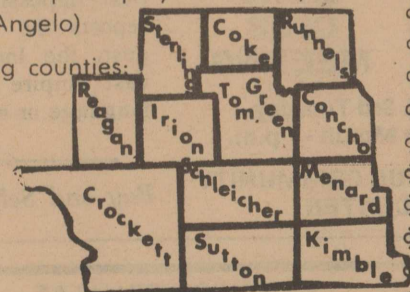 Angelo)
g counties:
Sterling
Coke
Runnels
Reagan
Irion
Tom Green
Concho
Crockett
Schleicher
Menard
Sutton
Kimble